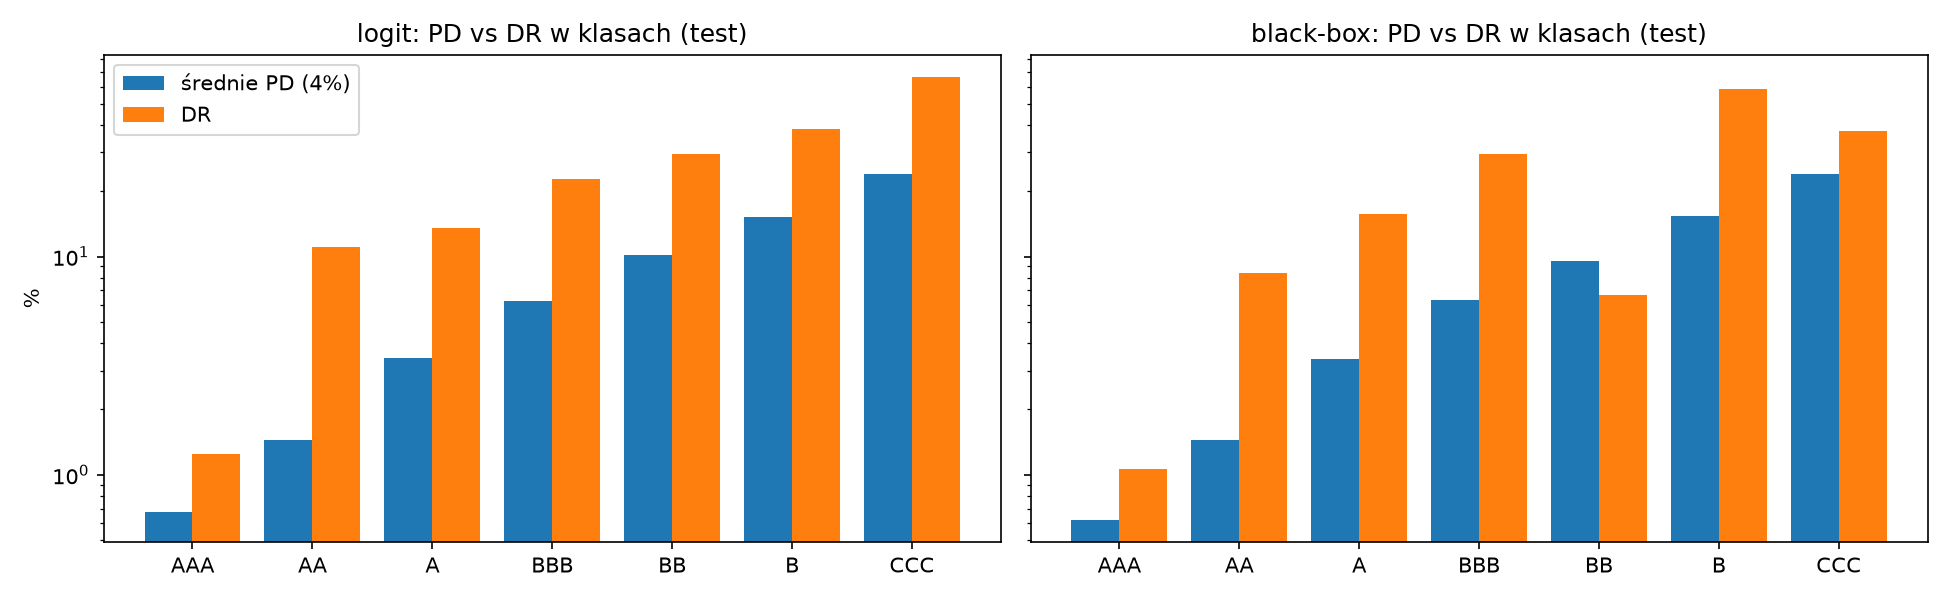 logit: PD vs DR w klasach (test)
średnie PD (4%)
DR
%
10¹
10⁰
AAA AA A BBB BB B CCC
black-box: PD vs DR w klasach (test)
AAA AA A BBB BB B CCC